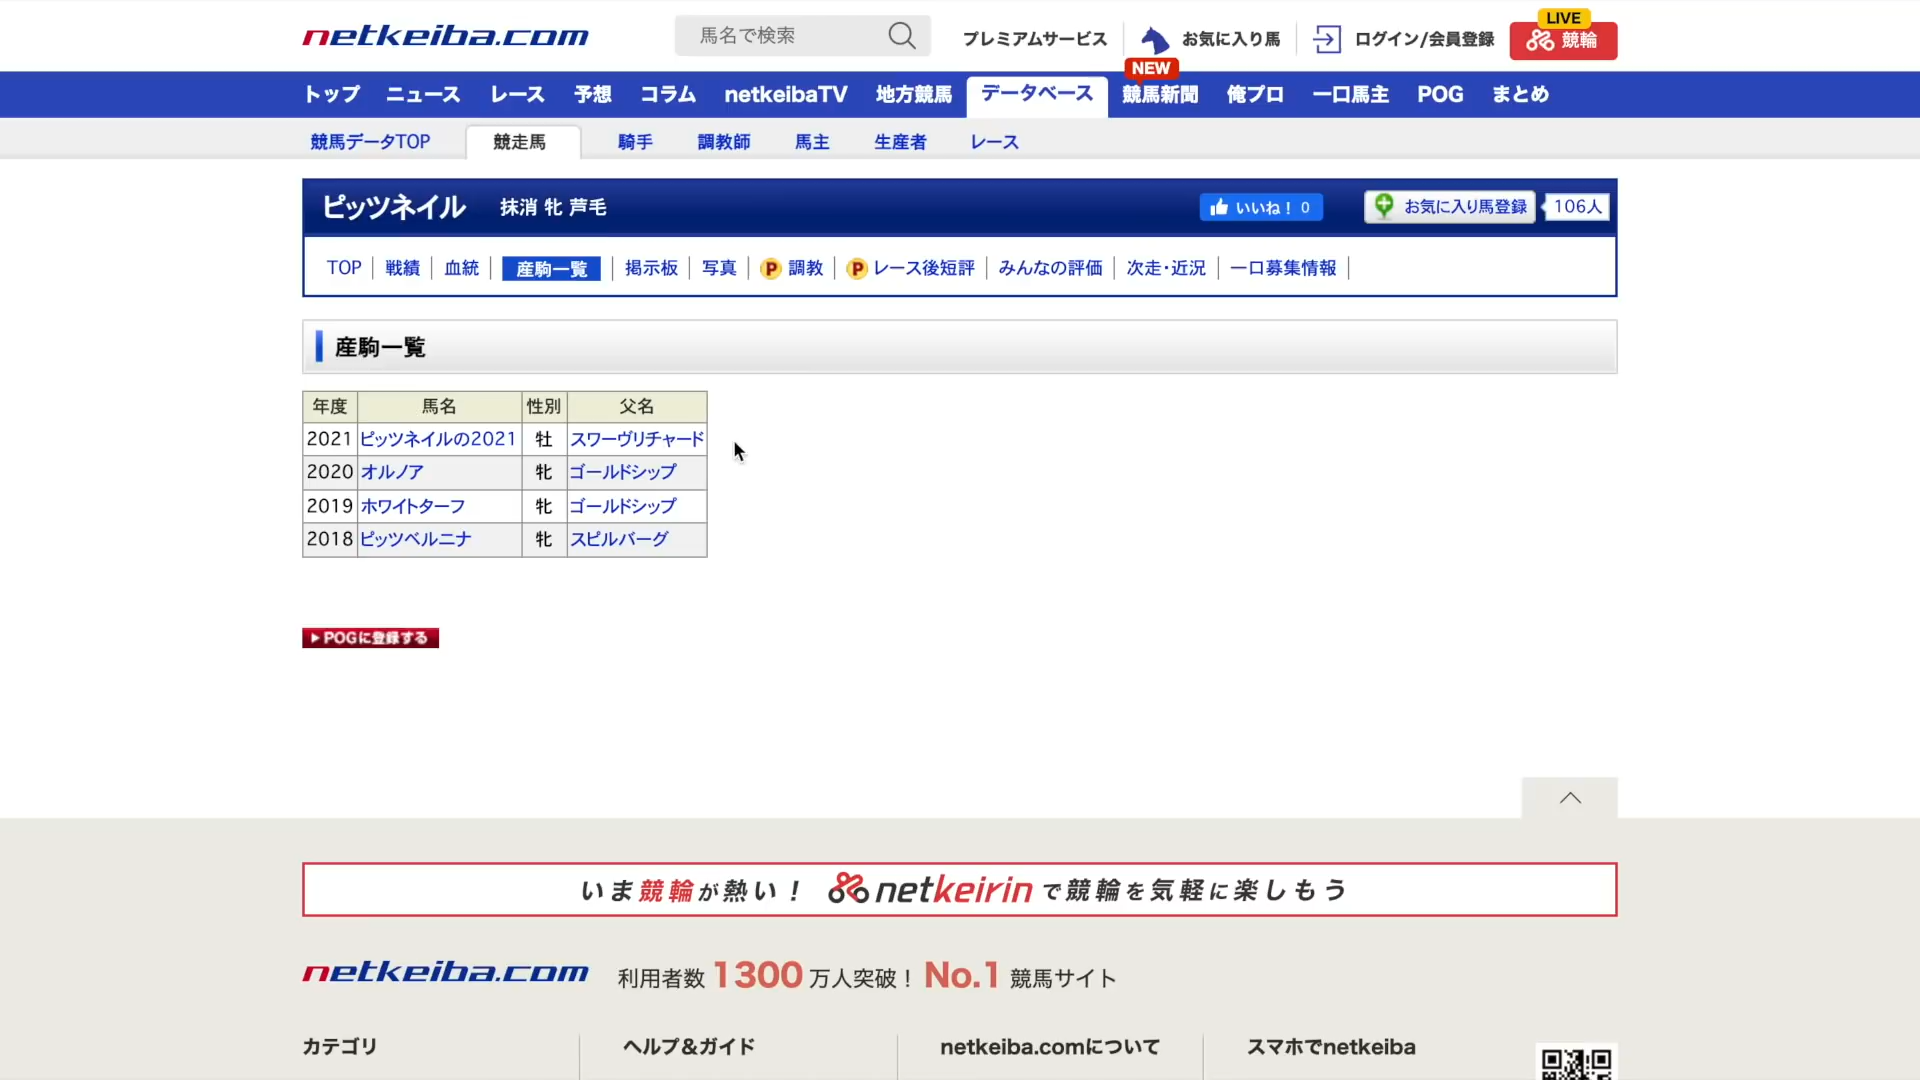 netkeiba.com
馬名で検索
プレミアムサービス
お気に入り馬
ログイン/会員登録
LIVE
競輪
NEW
トップ ニュース レース 予想 コラム netkeibaTV 地方競馬 データベース 競馬新聞 俺プロ 一口馬主 POG まとめ
競馬データTOP 競走馬 騎手 調教師 馬主 生産者 レース
ピッツネイル 抹消 牝 芦毛
いいね！ 0
お気に入り馬登録
106人
TOP 戦績 血統 産駒一覧 掲示板 写真 P 調教 P レース後短評 みんなの評価 次走・近況 一口募集情報
産駒一覧
年度 馬名 性別 父名
2021 ピッツネイルの2021 牡 スワーヴリチャード
2020 オルノア 牝 ゴールドシップ
2019 ホワイトターフ 牝 ゴールドシップ
2018 ピッツベルニナ 牝 スピルバーグ
POGに登録する
いま競輪が熱い！ netkeirin で競輪を気軽に楽しもう
netkeiba.com 利用者数 1300 万人突破！ No.1 競馬サイト
カテゴリ ヘルプ＆ガイド netkeiba.comについて スマホでnetkeiba